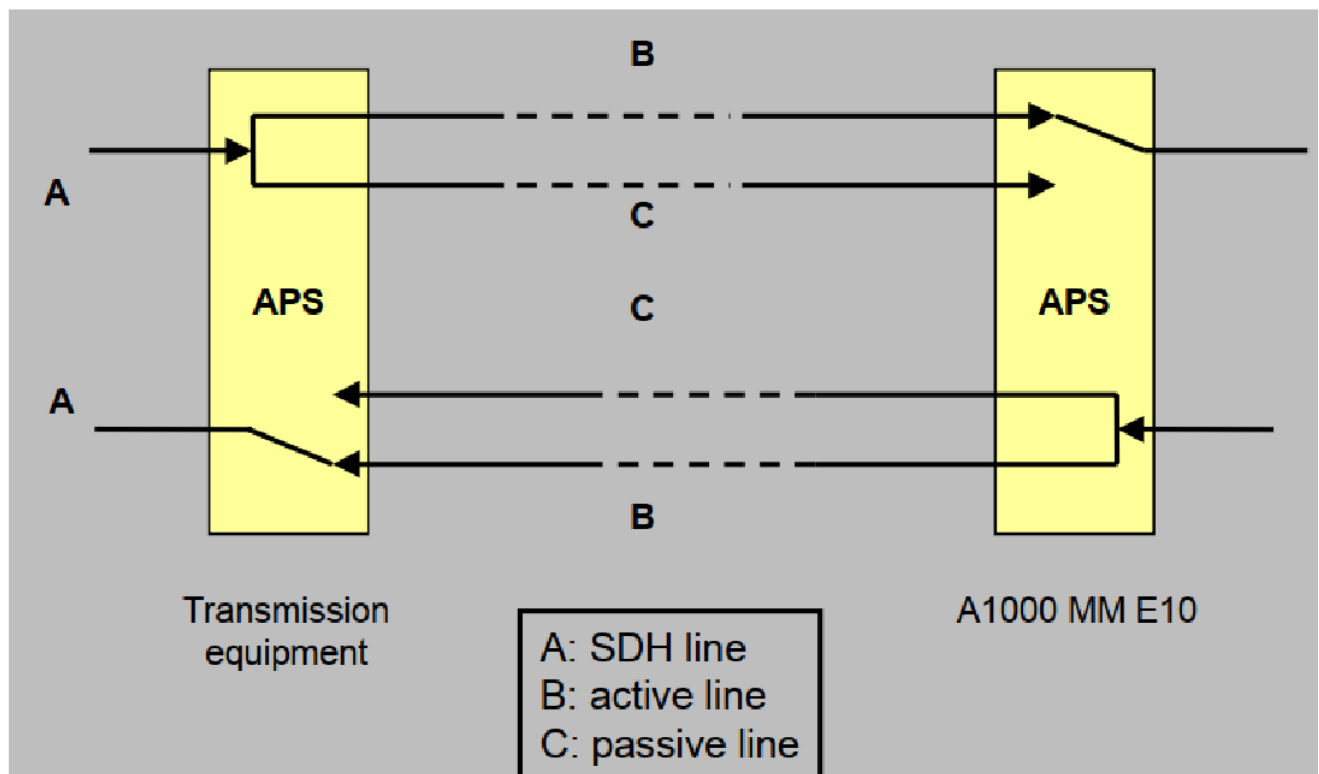 B
A
C
APS
C
APS
A
B
Transmission
equipment
A1000 MM E10
A: SDH line
B: active line
C: passive line